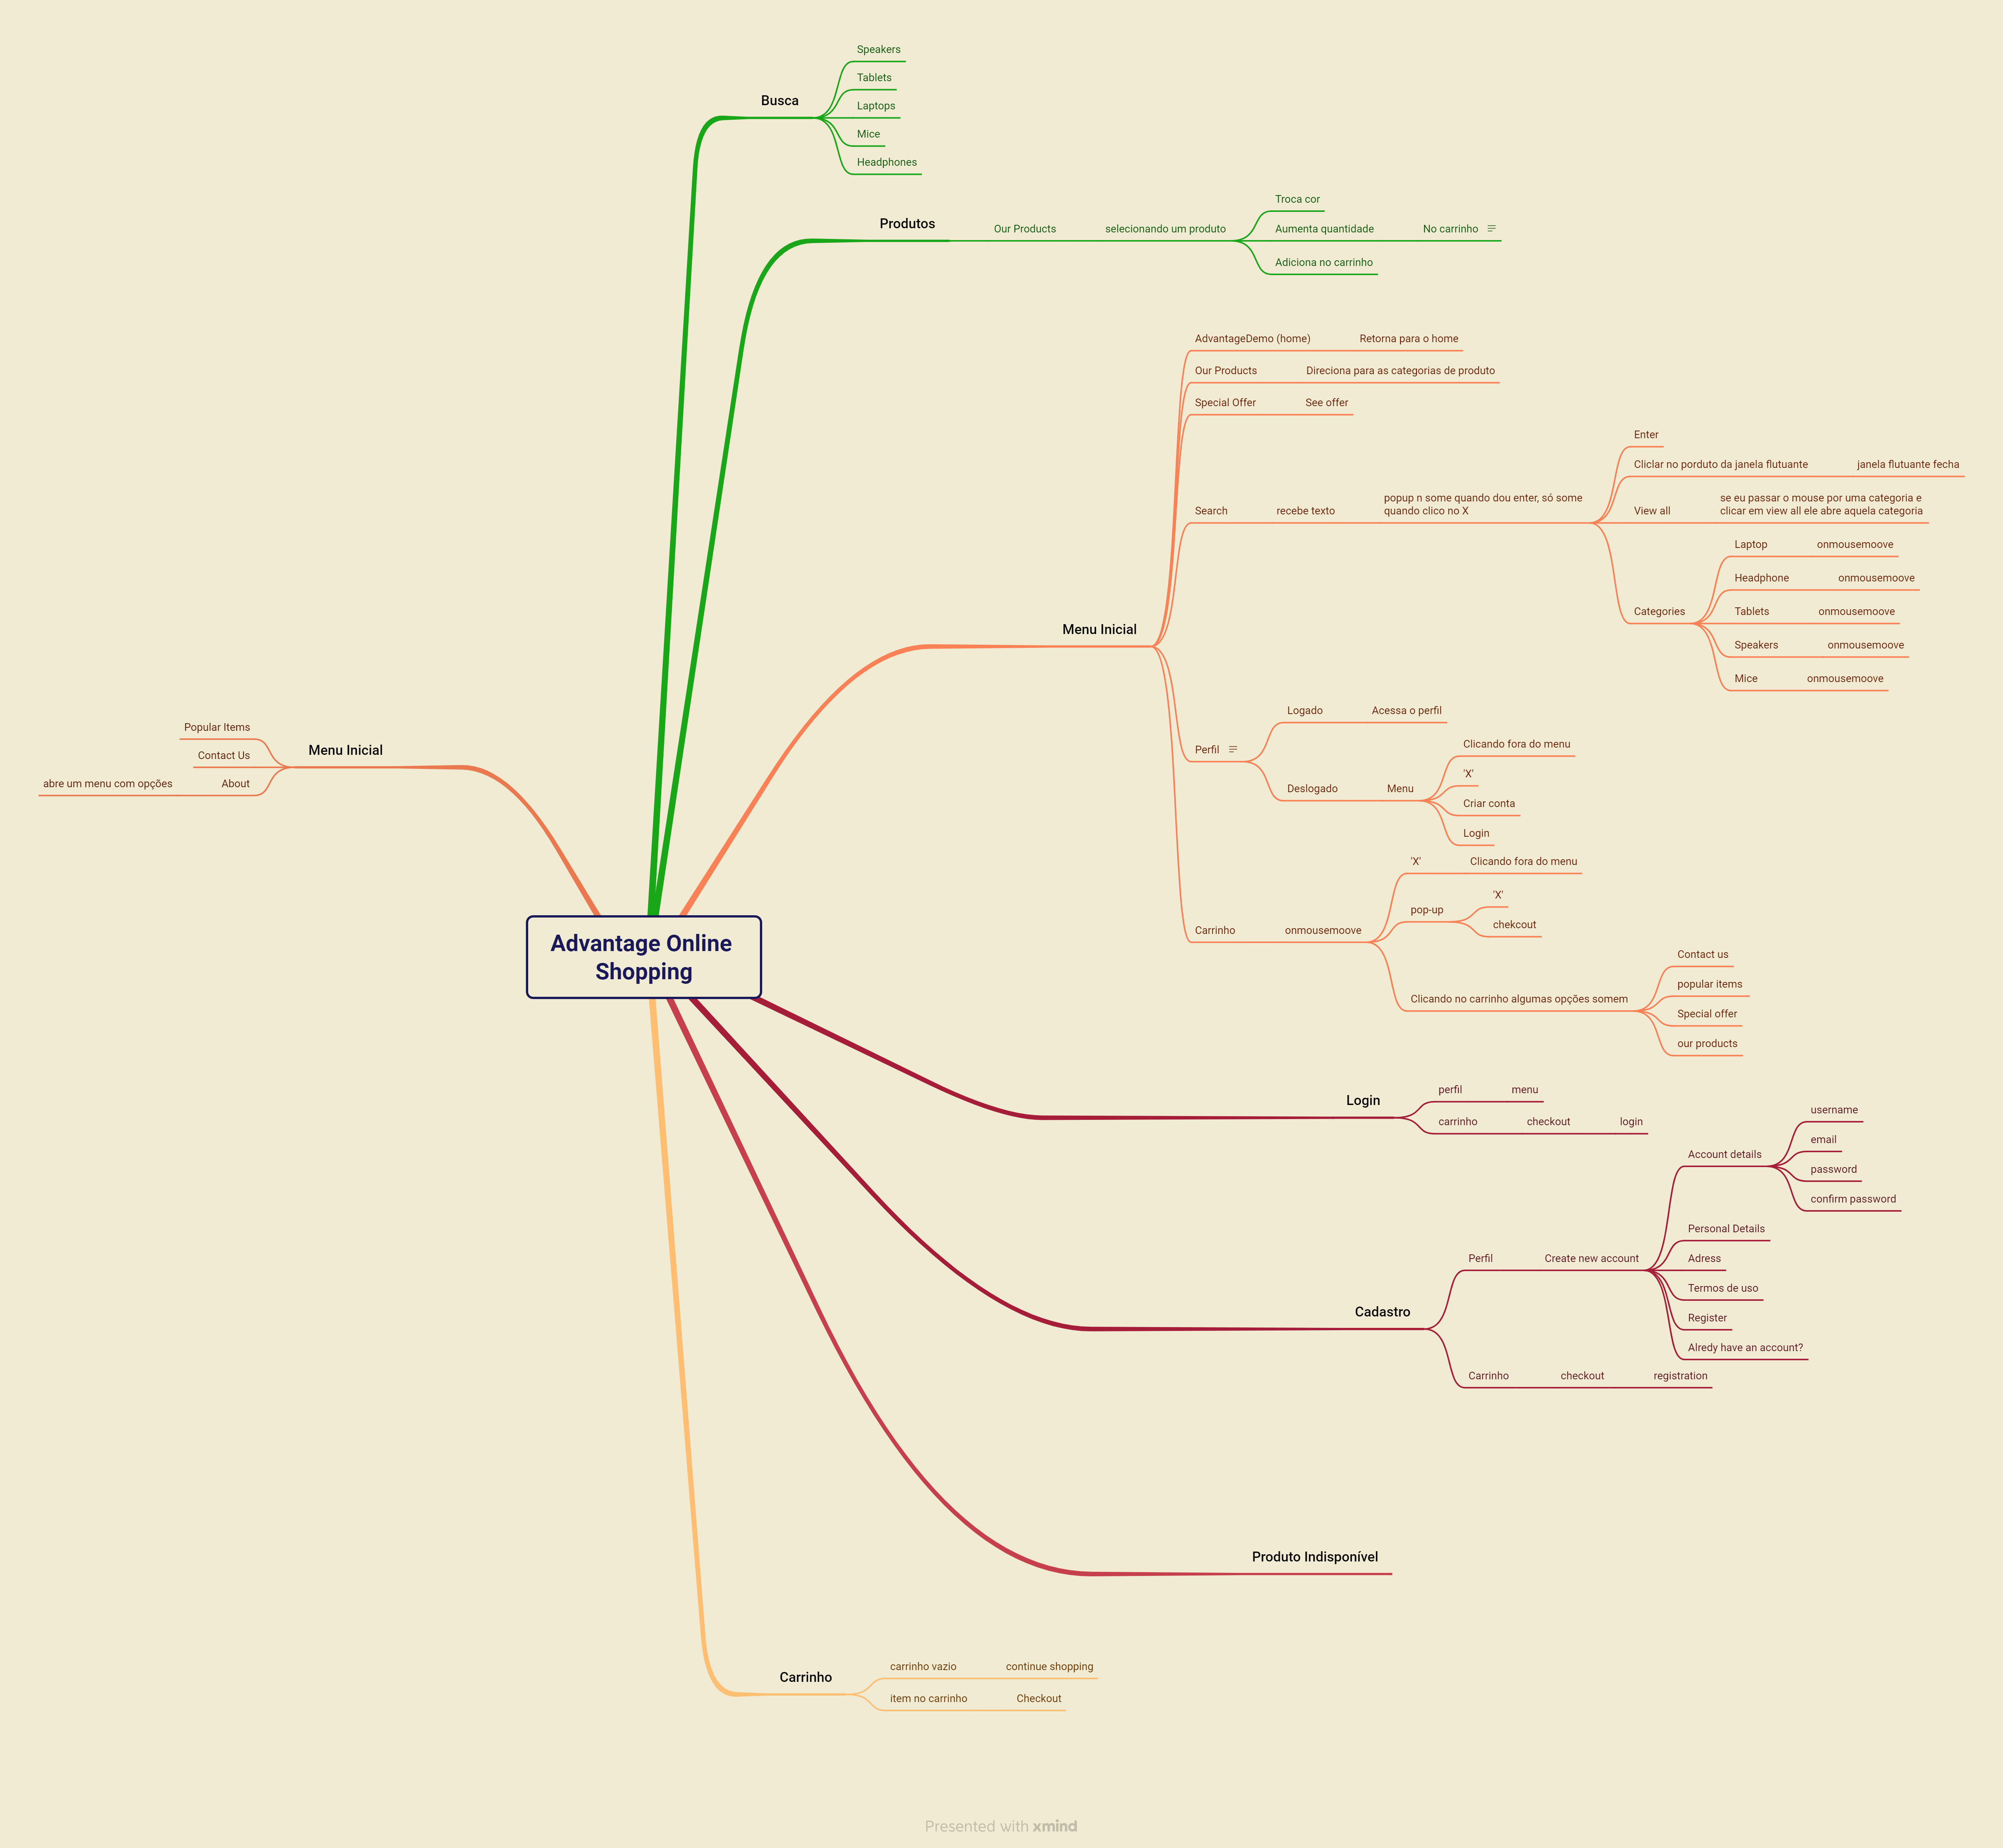 Speakers
Tablets
Busca
Laptops
Mice
Headphones
Produtos
Our Products
selecionando um produto
Troca cor
Aumenta quantidade
No carrinho
Adiciona no carrinho
Menu Inicial
AdvantageDemo (home)
Retorna para o home
Our Products
Direciona para as categorias de produto
Special Offer
See offer
Search
recebe texto
popup n some quando dou enter, só some
quando clico no X
Enter
Cliclar no porduto da janela flutuante
janela flutuante fecha
View all
se eu passar o mouse por uma categoria e
clicar em view all ele abre aquela categoria
Categories
Laptop
onmousemoove
Headphone
onmousemoove
Tablets
onmousemoove
Speakers
onmousemoove
Mice
onmousemoove
Perfil
Logado
Acessa o perfil
Deslogado
Menu
Clicando fora do menu
'X'
Criar conta
Login
Carrinho
onmousemoove
'X'
Clicando fora do menu
pop-up
'X'
chekcout
Clicando no carrinho algumas opções somem
Contact us
popular items
Special offer
our products
Menu Inicial
Popular Items
Contact Us
About
abre um menu com opções
Advantage Online
Shopping
Login
perfil
menu
carrinho
checkout
login
Cadastro
Perfil
Create new account
Account details
username
email
password
confirm password
Personal Details
Adress
Termos de uso
Register
Alredy have an account?
Carrinho
checkout
registration
Produto Indisponível
Carrinho
carrinho vazio
continue shopping
item no carrinho
Checkout
Presented with xmind